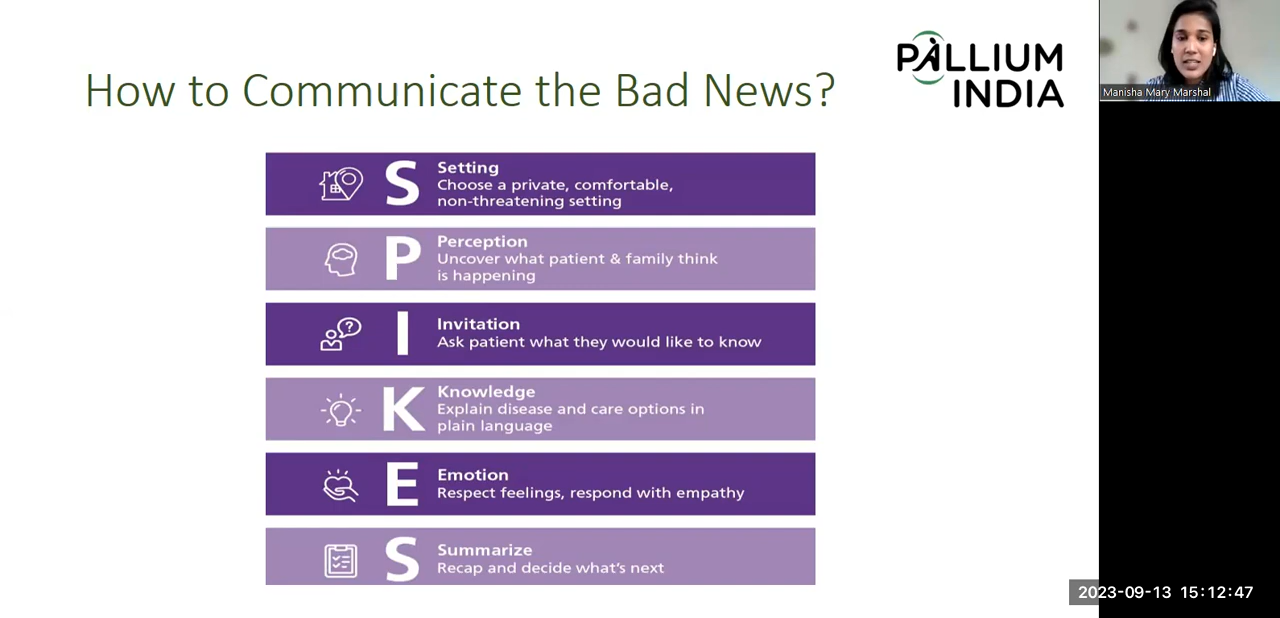 How to Communicate the Bad News?
PALLIUM
INDIA
Manisha Mary Marshal
S
Setting
Choose a private, comfortable,
non-threatening setting
P
Perception
Uncover what patient & family think
is happening
I
Invitation
Ask patient what they would like to know
K
Knowledge
Explain disease and care options in
plain language
E
Emotion
Respect feelings, respond with empathy
S
Summarize
Recap and decide what's next
2023-09-13 15:12:47